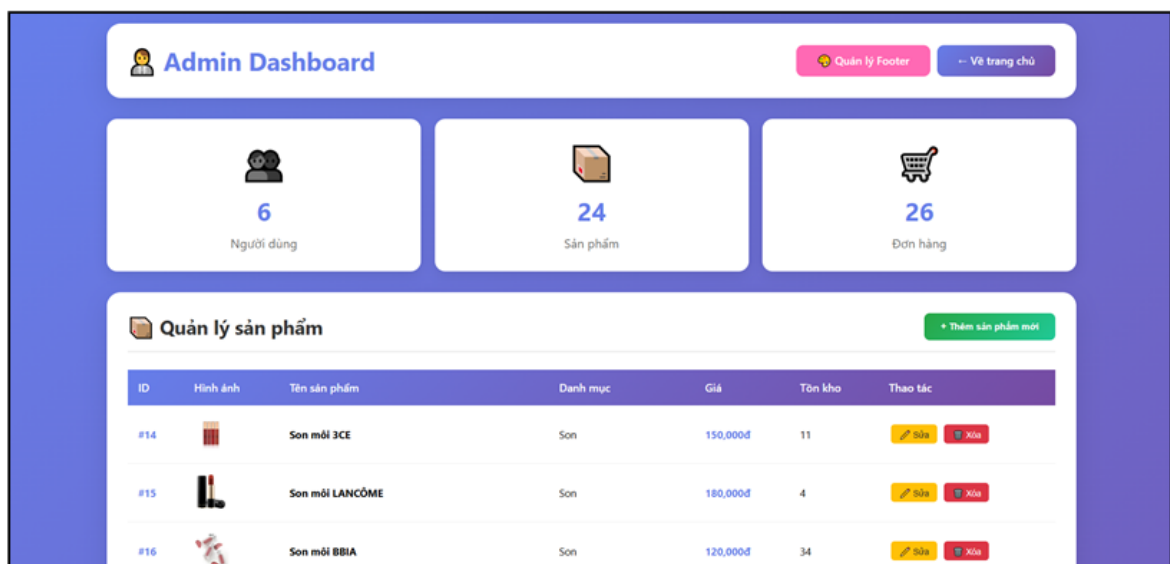 Admin Dashboard
Quản lý Footer
← Về trang chủ
6
Người dùng
24
Sản phẩm
26
Đơn hàng
Quản lý sản phẩm
+ Thêm sản phẩm mới
ID Hình ảnh Tên sản phẩm Danh mục Giá Tồn kho Thao tác
#14 Son môi 3CE Son 150,000đ 11 Sửa Xóa
#15 Son môi LANCÔME Son 180,000đ 4 Sửa Xóa
#16 Son môi BBIA Son 120,000đ 34 Sửa Xóa